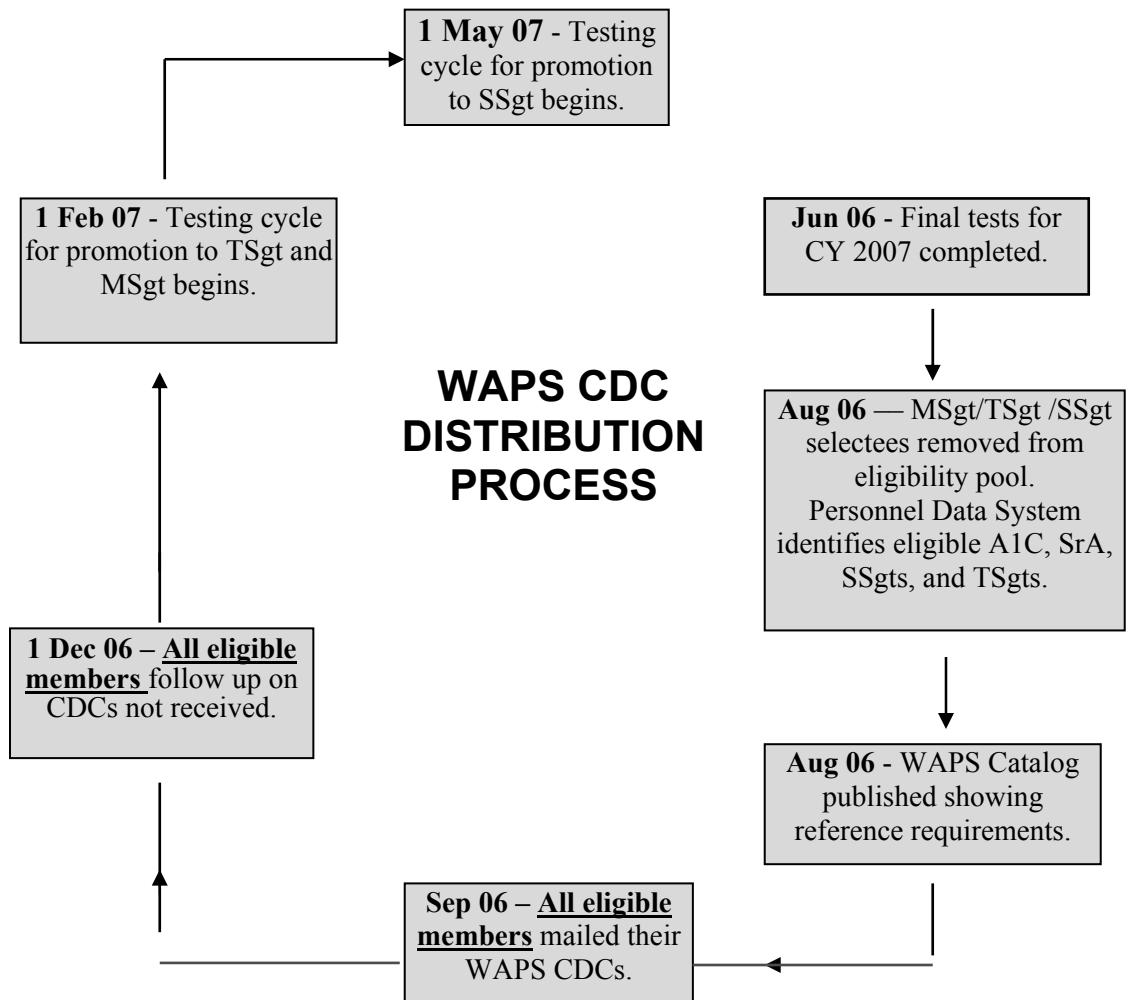 1 May 07 - Testing
cycle for promotion
to SSgt begins.
1 Feb 07 - Testing cycle
for promotion to TSgt and
MSgt begins.
Jun 06 - Final tests for
CY 2007 completed.
WAPS CDC
DISTRIBUTION
PROCESS
Aug 06 — MSgt/TSgt /SSgt
selectees removed from
eligibility pool.
Personnel Data System
identifies eligible A1C, SrA,
SSgts, and TSgts.
1 Dec 06 – All eligible
members follow up on
CDCs not received.
Aug 06 - WAPS Catalog
published showing
reference requirements.
Sep 06 – All eligible
members mailed their
WAPS CDCs.